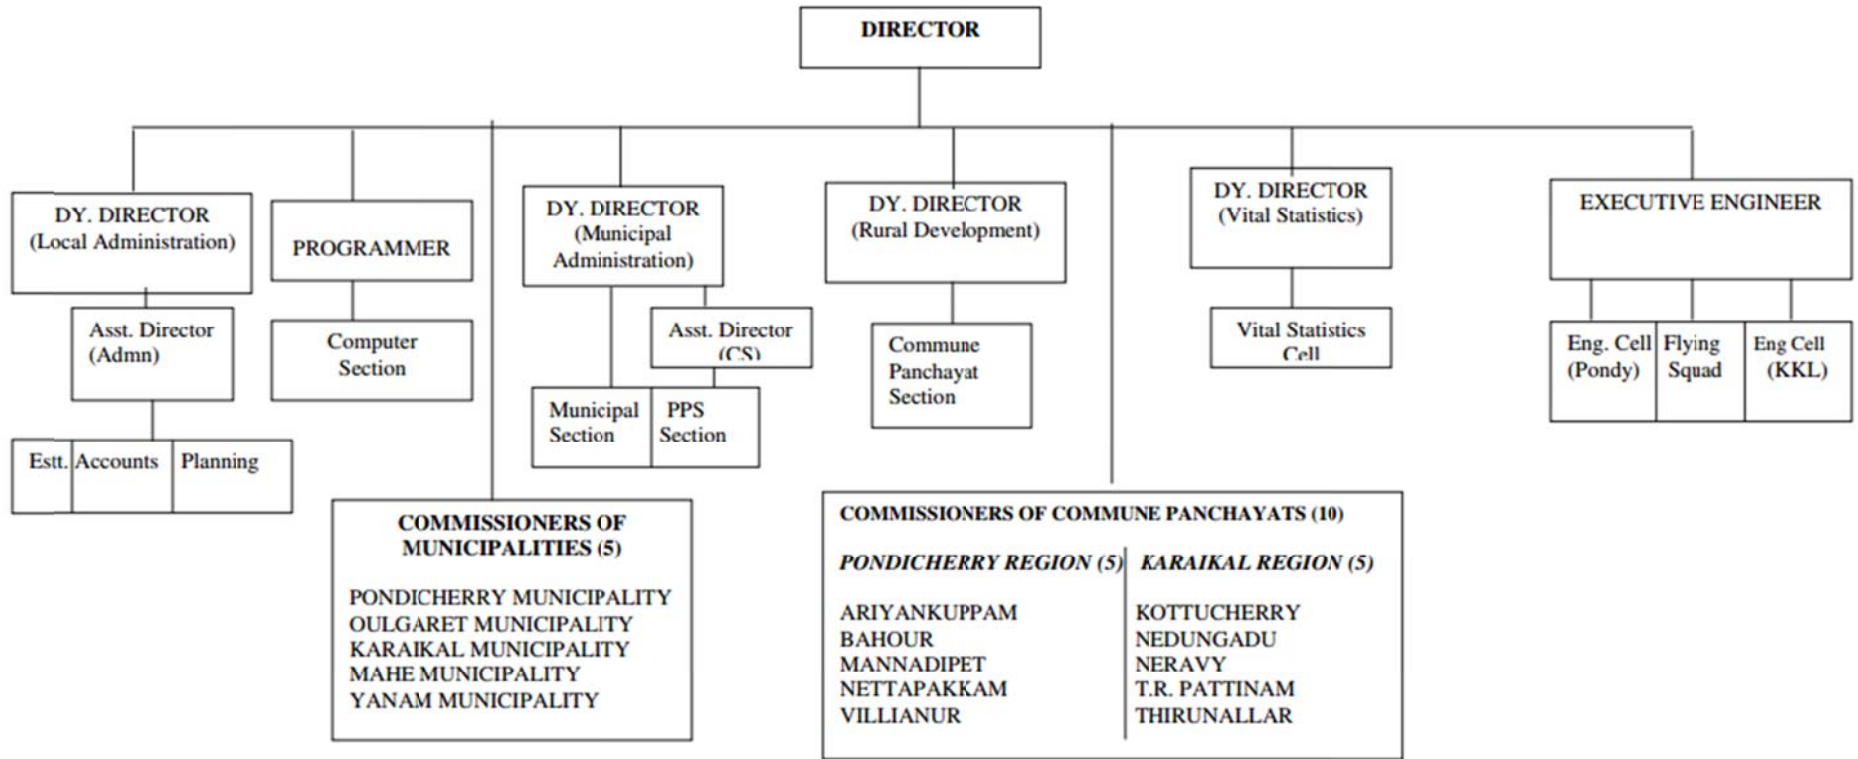 DIRECTOR
DY. DIRECTOR
(Local Administration)
PROGRAMMER
DY. DIRECTOR
(Municipal
Administration)
DY. DIRECTOR
(Rural Development)
DY. DIRECTOR
(Vital Statistics)
EXECUTIVE ENGINEER
Asst. Director
(Admn)
Computer
Section
Asst. Director
(CS)
Commune
Panchayat
Section
Vital Statistics
Cell
Eng. Cell
(Pondy)
Flying
Squad
Eng Cell
(KKL)
Municipal
Section
PPS
Section
Estt.
Accounts
Planning
COMMISSIONERS OF
MUNICIPALITIES (5)
PONDICHERRY MUNICIPALITY
OULGARET MUNICIPALITY
KARAIKAL MUNICIPALITY
MAHE MUNICIPALITY
YANAM MUNICIPALITY
COMMISSIONERS OF COMMUNE PANCHAYATS (10)
PONDICHERRY REGION (5)
ARIYANKUPPAM
BAHOUR
MANNADIPET
NETTAPAKKAM
VILLIANUR
KARAIKAL REGION (5)
KOTTUCHERRY
NEDUNGADU
NERAVY
T.R. PATTINAM
THIRUNALLAR